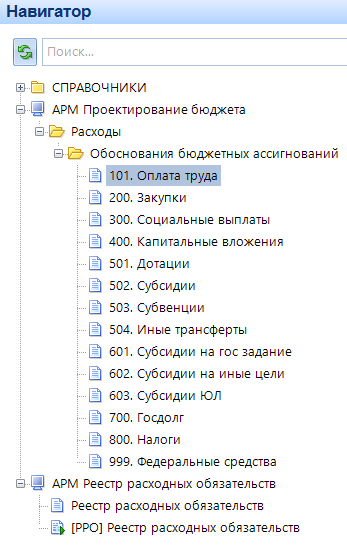 Навигатор
Поиск...
СПРАВОЧНИКИ
АРМ Проектирование бюджета
Расходы
Обоснования бюджетных ассигнований
101. Оплата труда
200. Закупки
300. Социальные выплаты
400. Капитальные вложения
501. Дотации
502. Субсидии
503. Субвенции
504. Иные трансферты
601. Субсидии на гос задание
602. Субсидии на иные цели
603. Субсидии ЮЛ
700. Госдолг
800. Налоги
999. Федеральные средства
АРМ Реестр расходных обязательств
Реестр расходных обязательств
[РРО] Реестр расходных обязательств